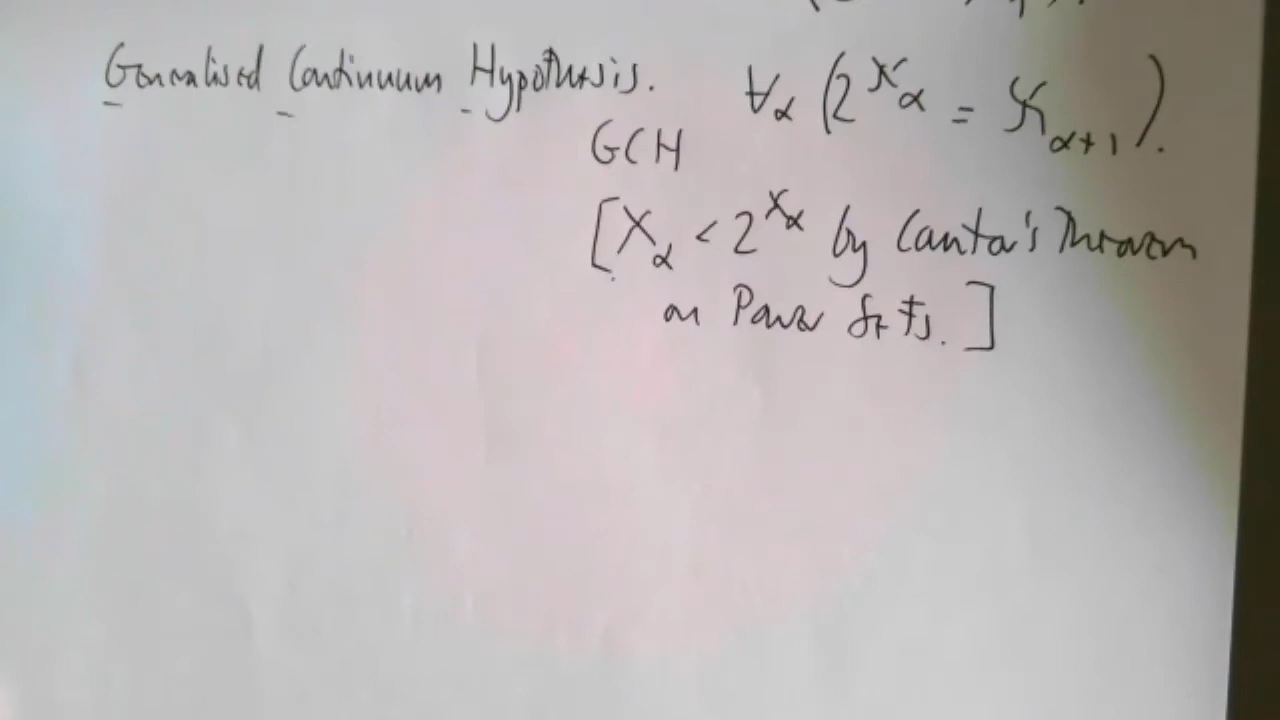 Generalised Continuum Hypothesis. ∀α (2^ℵα = ℵα+1).
GCH
[ℵα < 2^ℵα by Cantor's Theorem
on Power Sets.]